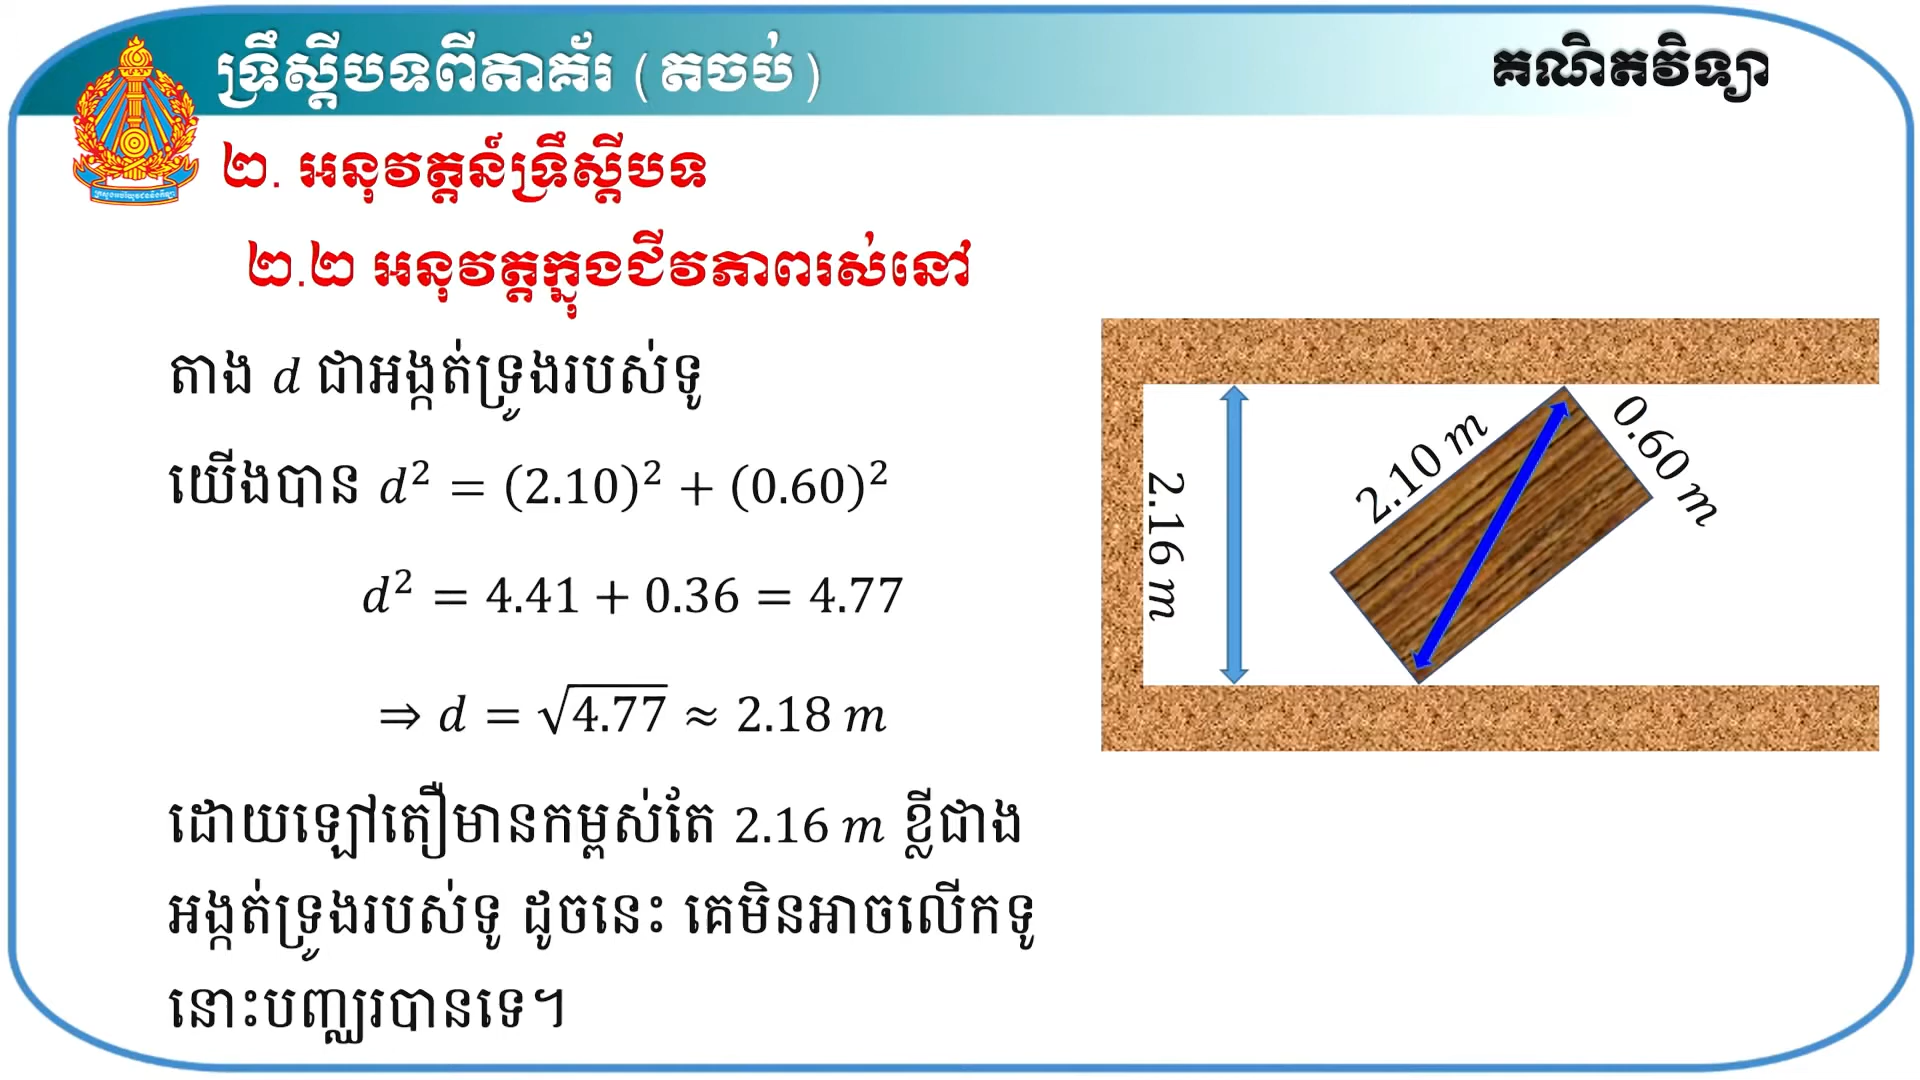 ទ្រឹស្តីបទពីតាគ័រ (តចប់)
គណិតវិទ្យា
២. អនុវត្តន៍ទ្រឹស្តីបទ
២.២ អនុវត្តក្នុងជីវភាពរស់នៅ
តាង d ជាអង្កត់ទ្រូងរបស់ទូ
យើងបាន d² = (2.10)² + (0.60)²
d² = 4.41 + 0.36 = 4.77
⇒ d = √4.77 ≈ 2.18 m
ដោយឡៅតឿមានកម្ពស់តែ 2.16 m ខ្លីជាង
អង្កត់ទ្រូងរបស់ទូ ដូចនេះ គេមិនអាចលើកទូ
នោះបញ្ឈរបានទេ។
2.16 m
2.10 m
0.60 m